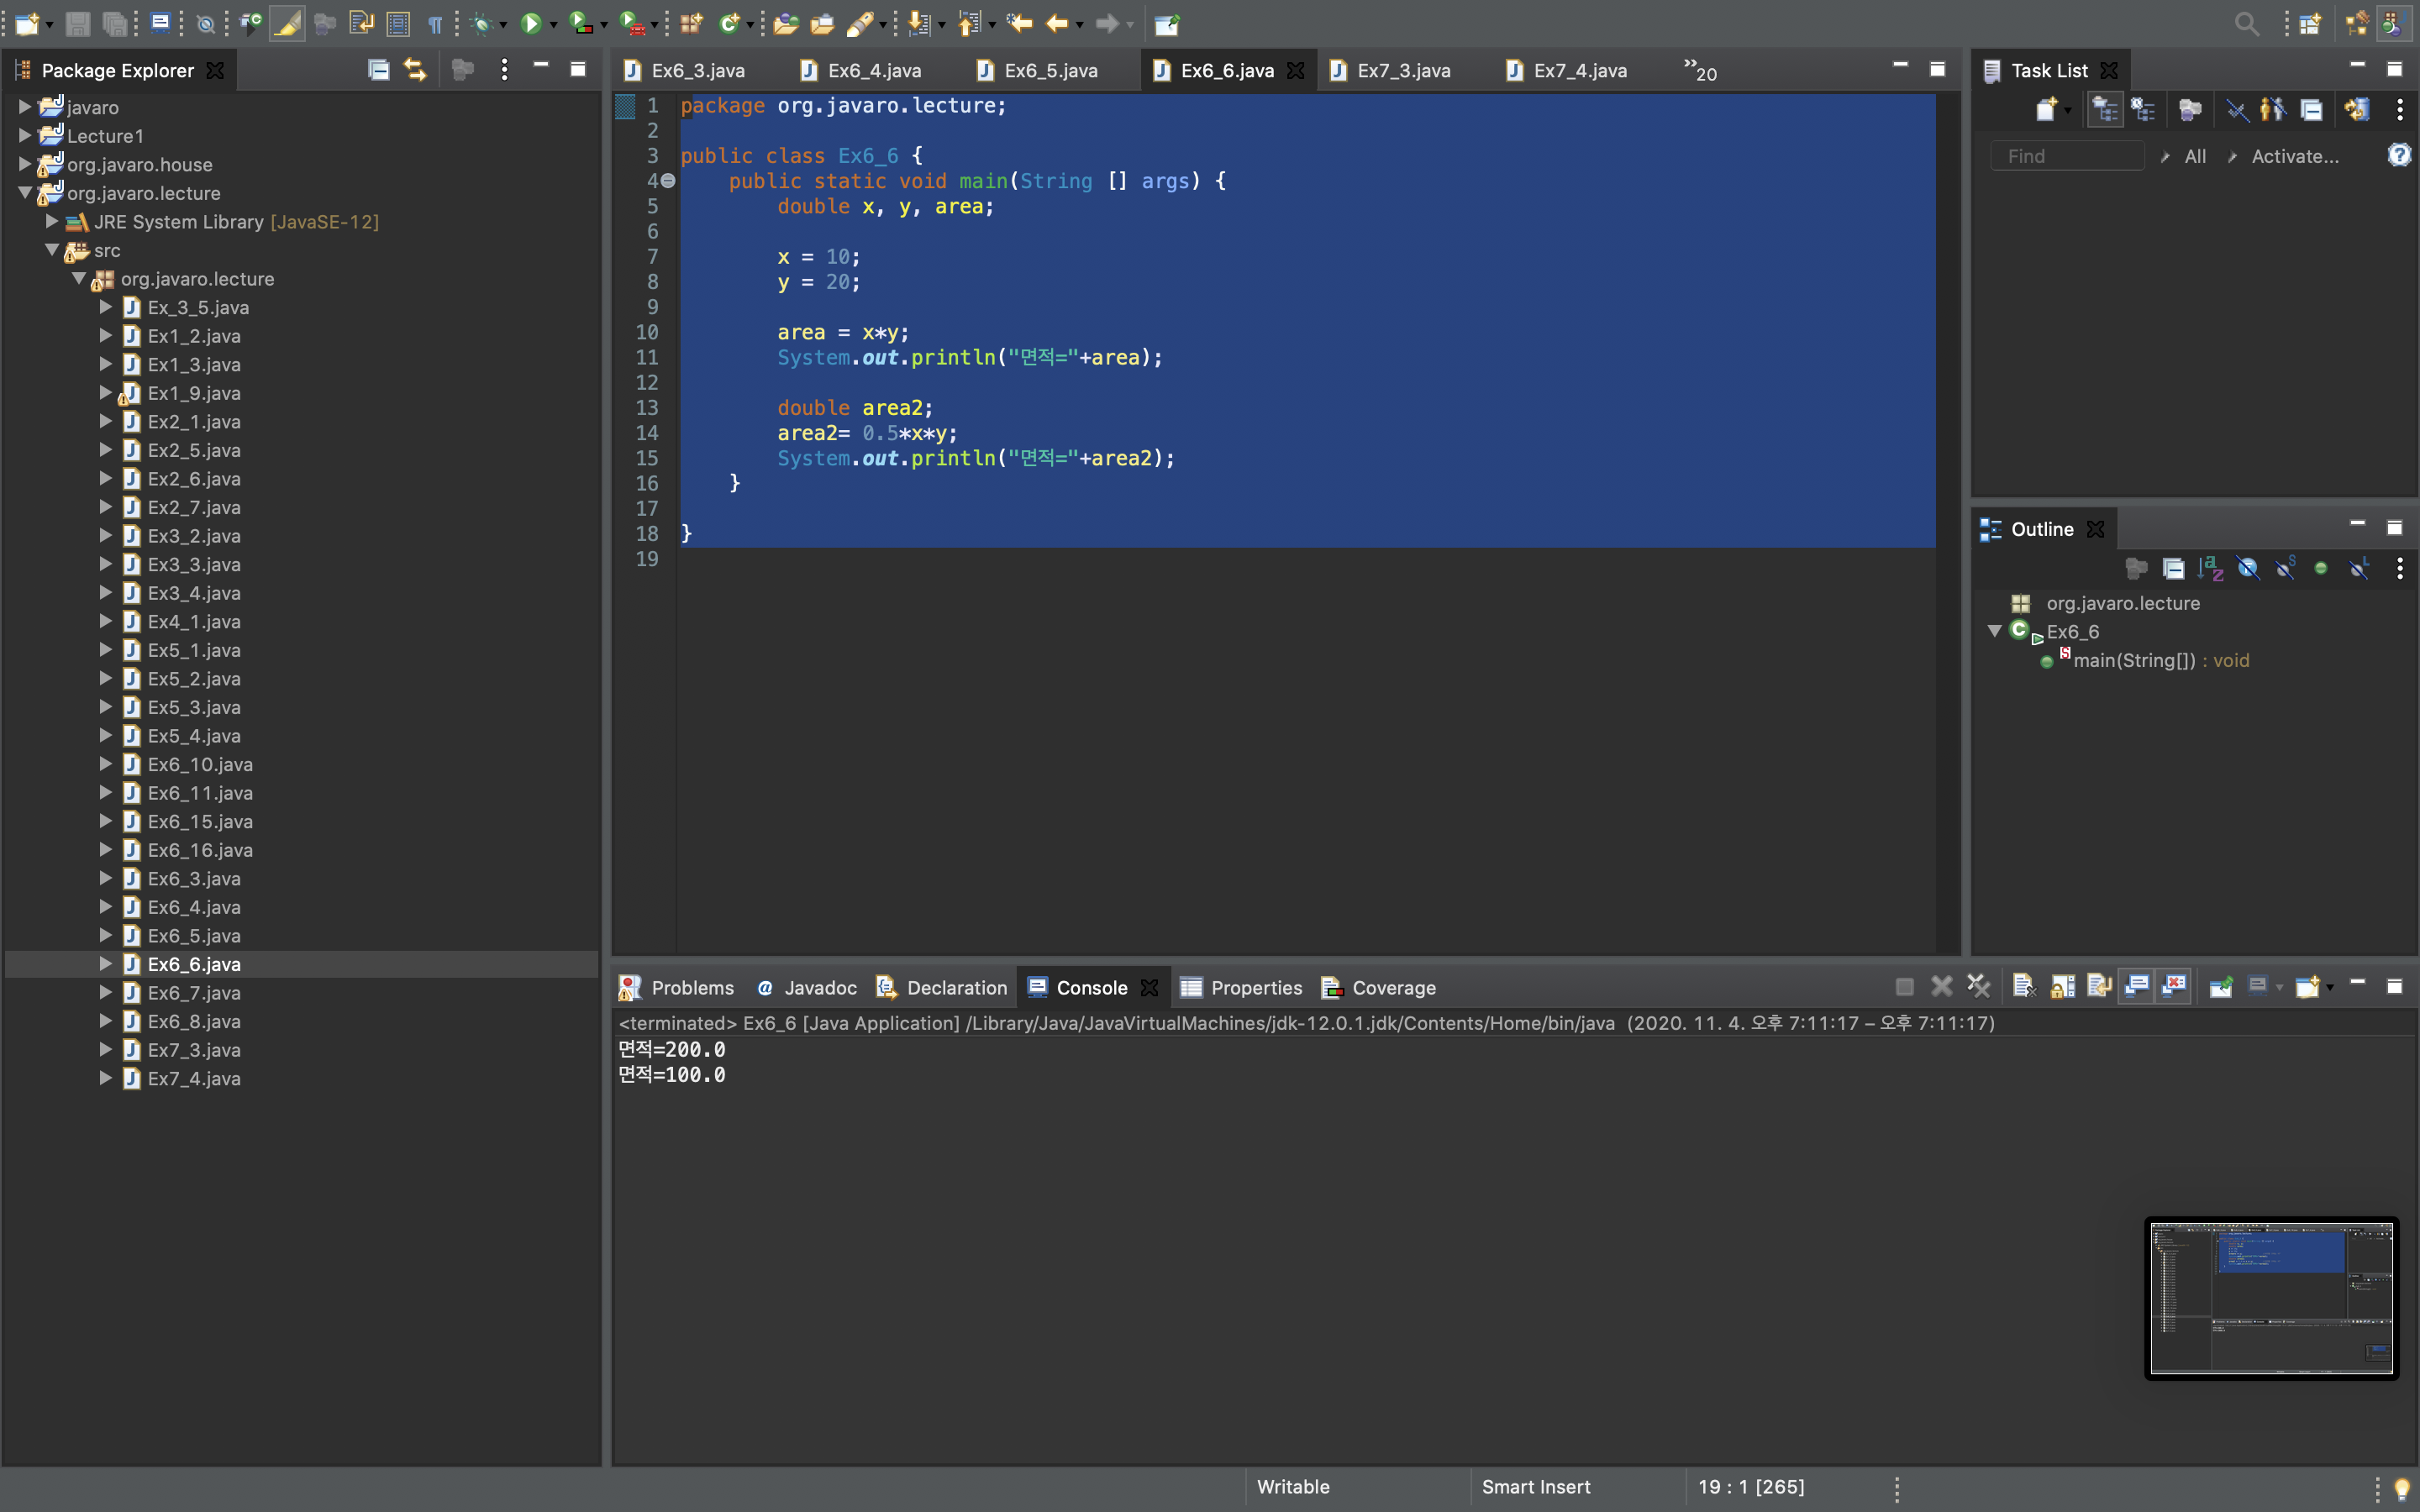 Package Explorer
javaro
Lecture1
org.javaro.house
org.javaro.lecture
JRE System Library [JavaSE-12]
src
org.javaro.lecture
Ex_3_5.java
Ex1_2.java
Ex1_3.java
Ex1_9.java
Ex2_1.java
Ex2_5.java
Ex2_6.java
Ex2_7.java
Ex3_2.java
Ex3_3.java
Ex3_4.java
Ex4_1.java
Ex5_1.java
Ex5_2.java
Ex5_3.java
Ex5_4.java
Ex6_10.java
Ex6_11.java
Ex6_15.java
Ex6_16.java
Ex6_3.java
Ex6_4.java
Ex6_5.java
Ex6_6.java
Ex6_7.java
Ex6_8.java
Ex7_3.java
Ex7_4.java
Ex6_3.java Ex6_4.java Ex6_5.java Ex6_6.java Ex7_3.java Ex7_4.java »20
1 package org.javaro.lecture;
2
3 public class Ex6_6 {
4 public static void main(String [] args) {
5 double x, y, area;
6
7 x = 10;
8 y = 20;
9
10 area = x*y;
11 System.out.println("면적="+area);
12
13 double area2;
14 area2= 0.5*x*y;
15 System.out.println("면적="+area2);
16 }
17
18 }
19
Task List
Find All Activate...
Outline
org.javaro.lecture
Ex6_6
main(String[]) : void
Problems Javadoc Declaration Console Properties Coverage
<terminated> Ex6_6 [Java Application] /Library/Java/JavaVirtualMachines/jdk-12.0.1.jdk/Contents/Home/bin/java (2020. 11. 4. 오후 7:11:17 – 오후 7:11:17)
면적=200.0
면적=100.0
Writable Smart Insert 19 : 1 [265]